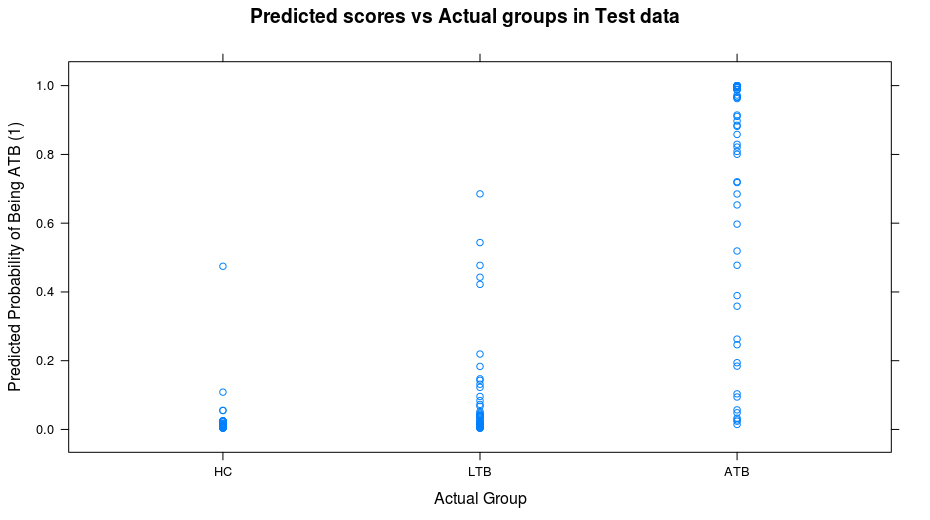 Predicted scores vs Actual groups in Test data
Predicted Probability of Being ATB (1)
1.0
0.8
0.6
0.4
0.2
0.0
HC LTB ATB
Actual Group